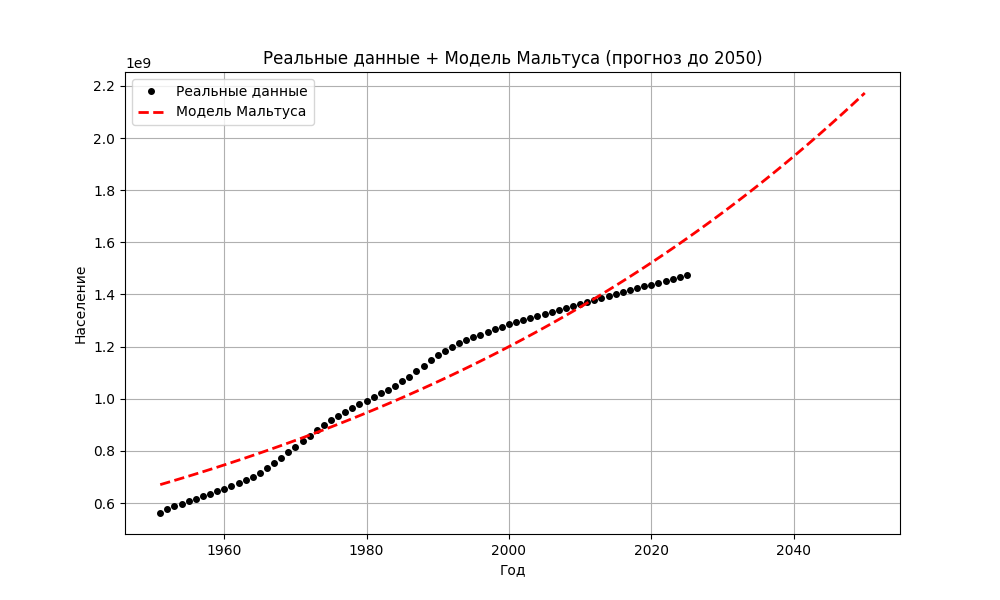 Реальные данные + Модель Мальтуса (прогноз до 2050)
1e9
Реальные данные
Модель Мальтуса
2.2
2.0
1.8
1.6
1.4
1.2
1.0
0.8
0.6
Население
1960
1980
2000
2020
2040
Год